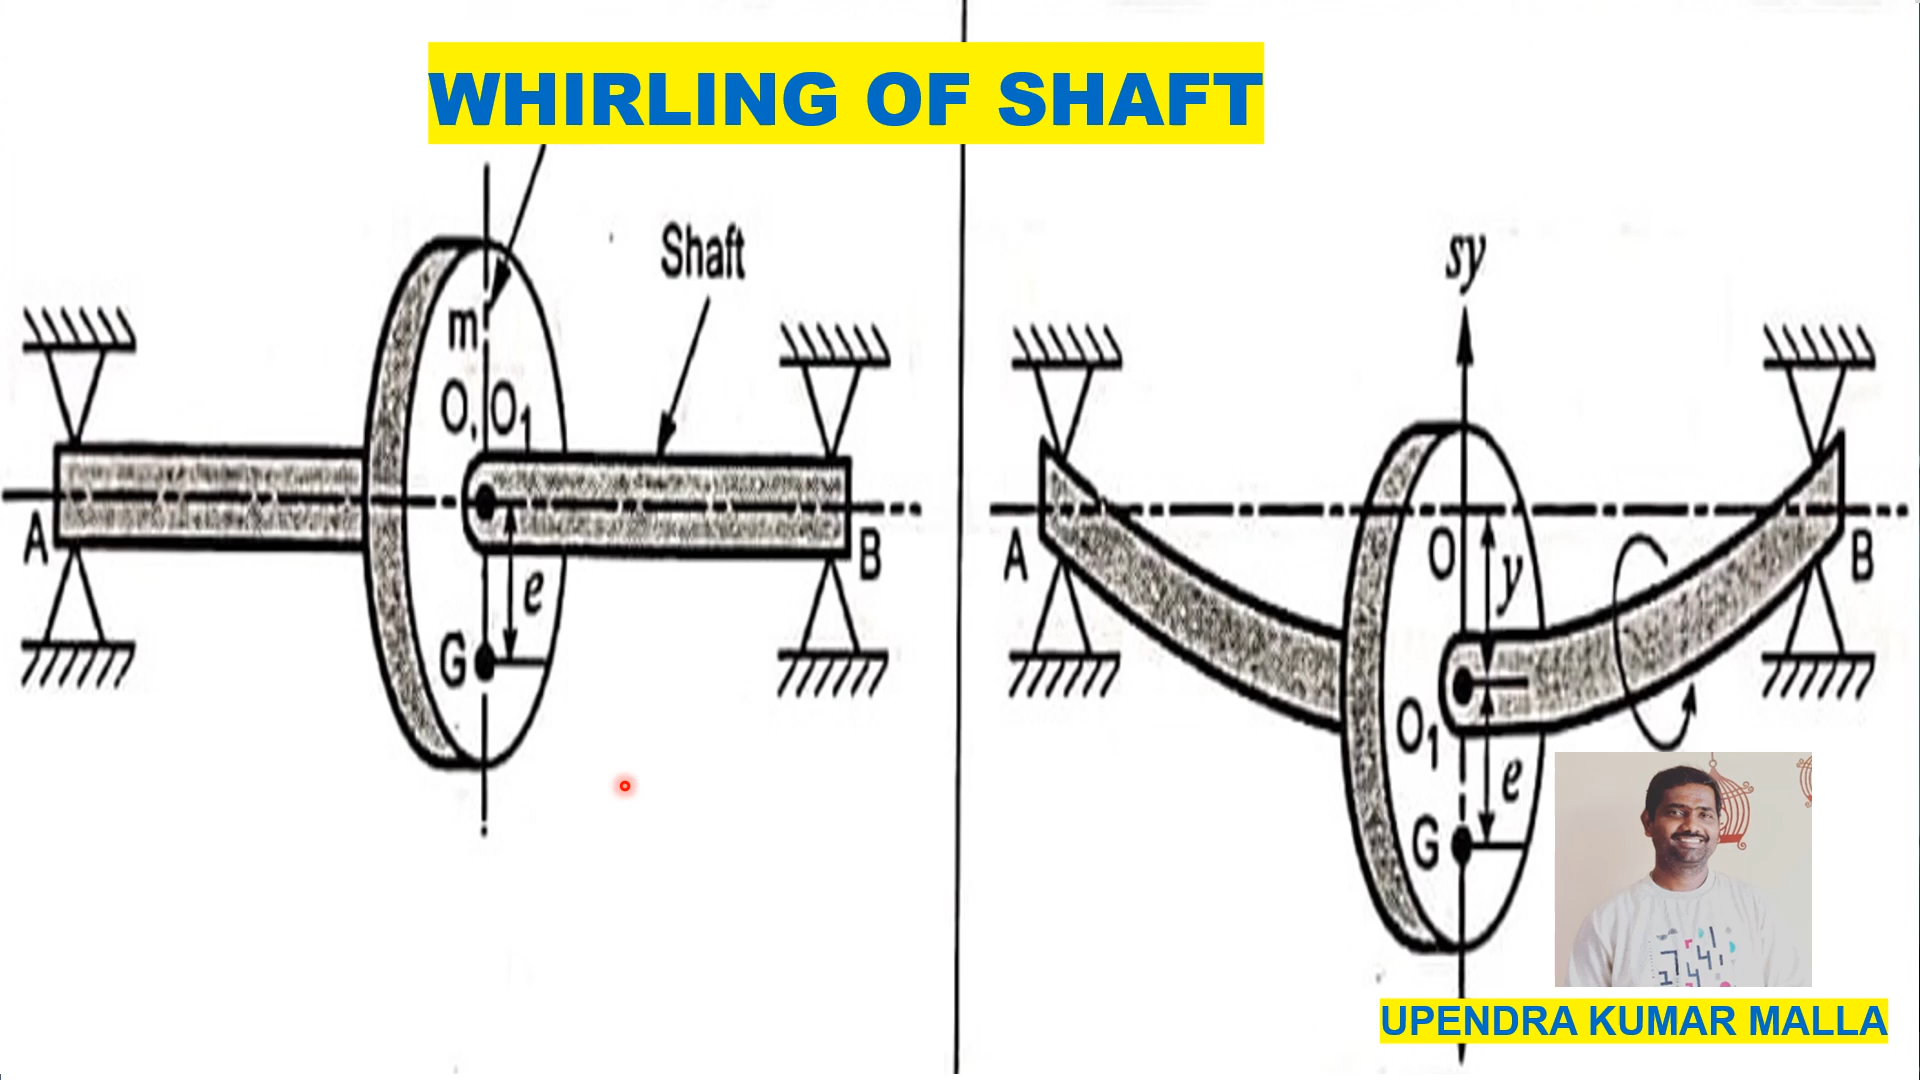 WHIRLING OF SHAFT
Shaft
m
O, O1
A
B
e
G
sy
A
O
y
B
O1
e
G
UPENDRA KUMAR MALLA